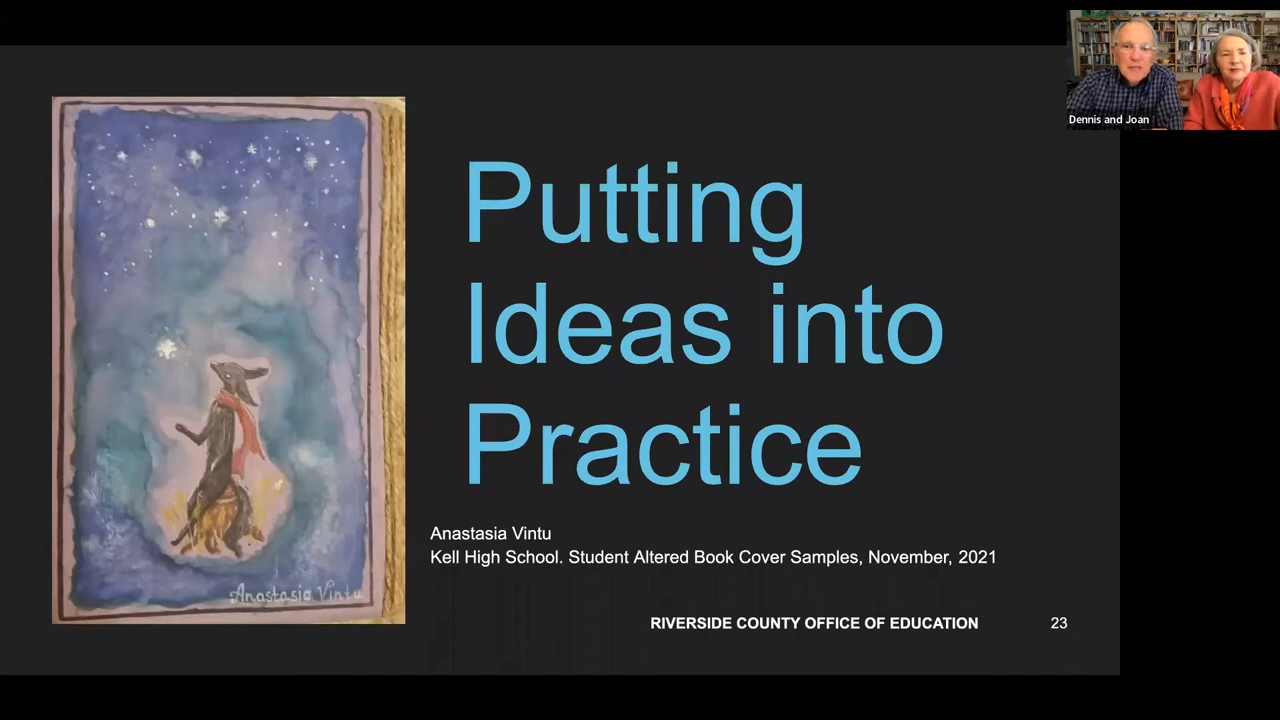 Dennis and Joan
Putting
Ideas into
Practice
Anastasia Vintu
Kell High School. Student Altered Book Cover Samples, November, 2021
Anastasia Vintu
RIVERSIDE COUNTY OFFICE OF EDUCATION
23